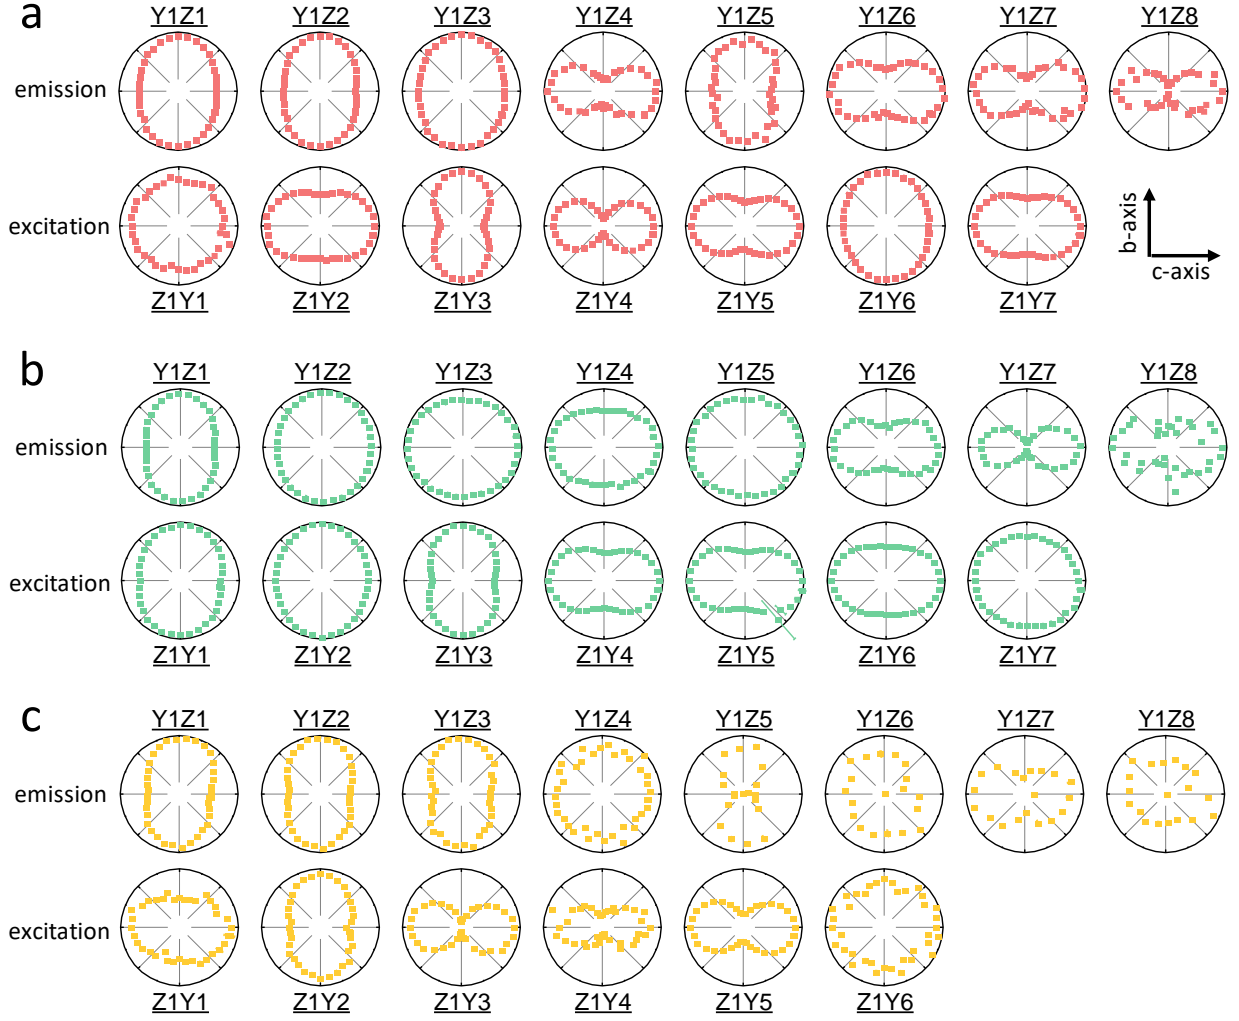 a
Y1Z1 Y1Z2 Y1Z3 Y1Z4 Y1Z5 Y1Z6 Y1Z7 Y1Z8
emission
excitation
b-axis
c-axis
Z1Y1 Z1Y2 Z1Y3 Z1Y4 Z1Y5 Z1Y6 Z1Y7
b
Y1Z1 Y1Z2 Y1Z3 Y1Z4 Y1Z5 Y1Z6 Y1Z7 Y1Z8
emission
excitation
Z1Y1 Z1Y2 Z1Y3 Z1Y4 Z1Y5 Z1Y6 Z1Y7
c
Y1Z1 Y1Z2 Y1Z3 Y1Z4 Y1Z5 Y1Z6 Y1Z7 Y1Z8
emission
excitation
Z1Y1 Z1Y2 Z1Y3 Z1Y4 Z1Y5 Z1Y6